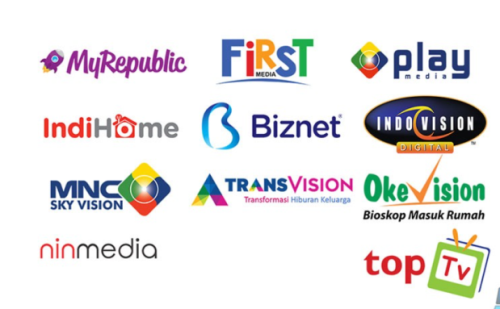 MyRepublic
FiRST
MEDIA
play
media
IndiHome
Biznet
INDOVISION
DIGITAL
MNC
SKY VISION
TRANSVISION
Transformasi Hiburan Keluarga
OkeVision
Bioskop Masuk Rumah
ninmedia
top Tv